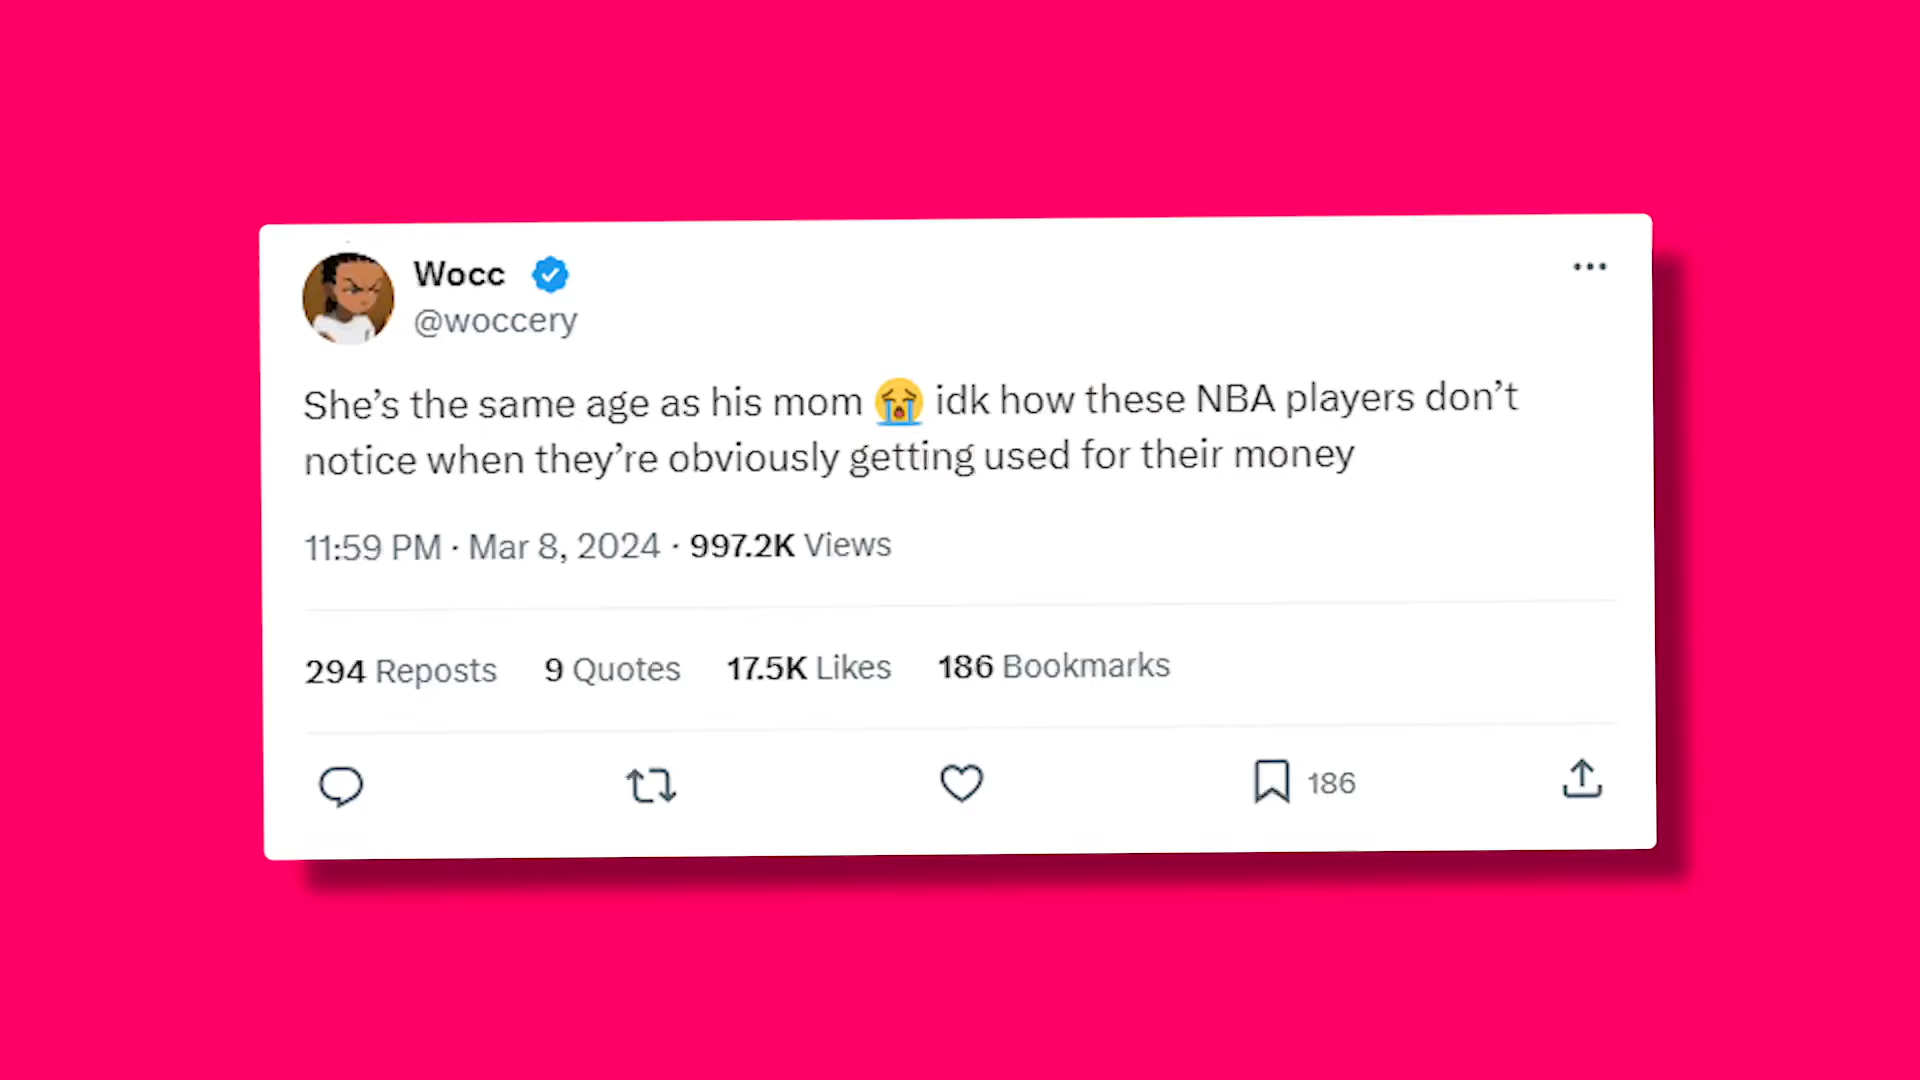 Wocc
@woccery
She’s the same age as his mom 😭 idk how these NBA players don’t
notice when they’re obviously getting used for their money
11:59 PM · Mar 8, 2024 · 997.2K Views
294 Reposts 9 Quotes 17.5K Likes 186 Bookmarks
186